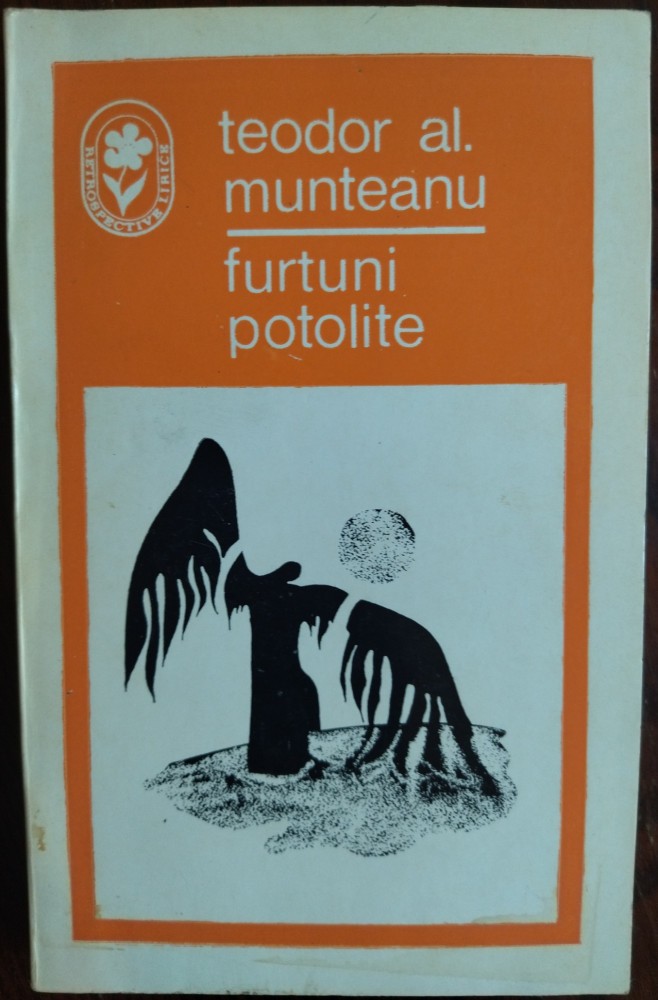 RETROSPECTIVE LIRICE
teodor al.
munteanu
furtuni
potolite